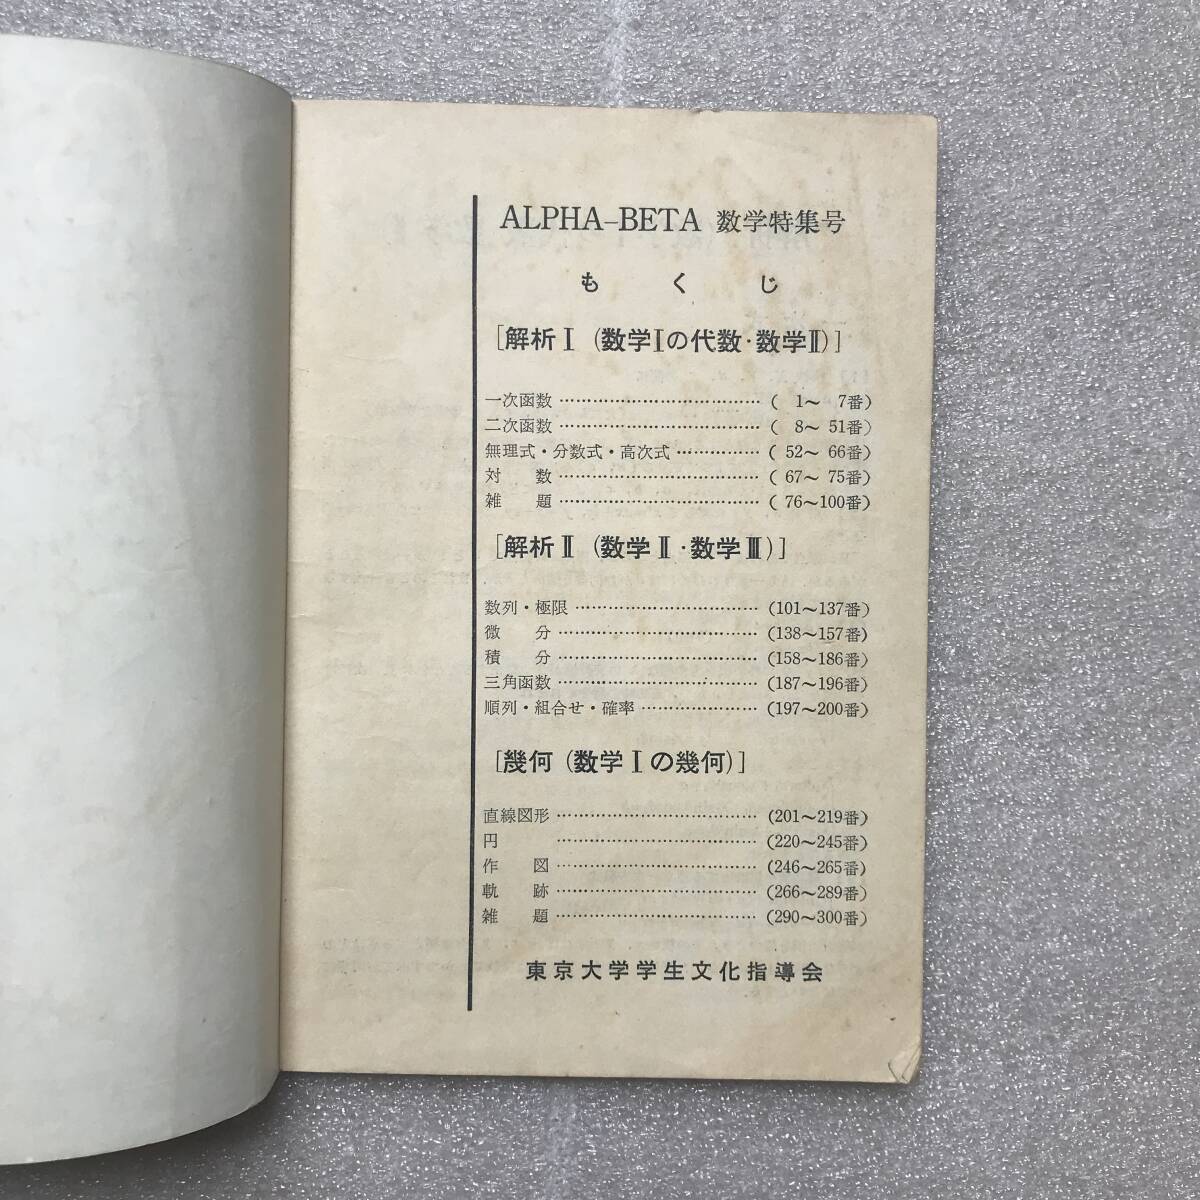 ALPHA-BETA 数学特集号
もくじ
[解析Ⅰ (数学Ⅰの代数・数学Ⅱ)]
一次函数 …………………………… ( 1～ 7番)
二次函数 …………………………… ( 8～ 51番)
無理式・分数式・高次式 …………… ( 52～ 66番)
対数 …………………………… ( 67～ 75番)
雑題 …………………………… ( 76～100番)
[解析Ⅱ (数学Ⅱ・数学Ⅲ)]
数列・極限 ………………………… (101～137番)
微分 …………………………… (138～157番)
積分 …………………………… (158～186番)
三角函数 …………………………… (187～196番)
順列・組合せ・確率 ………………… (197～200番)
[幾何 (数学Ⅰの幾何)]
直線図形 …………………………… (201～219番)
円 …………………………… (220～245番)
作図 …………………………… (246～265番)
軌跡 …………………………… (266～289番)
雑題 …………………………… (290～300番)
東京大学学生文化指導会